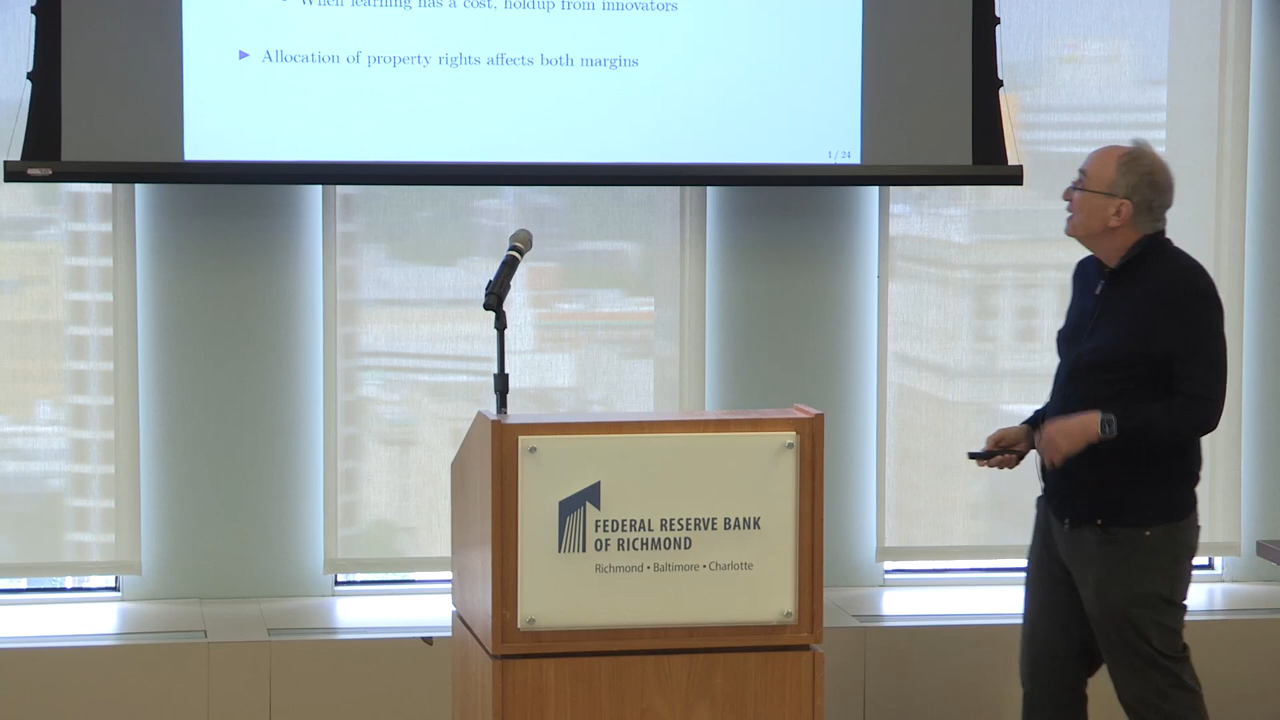 When learning has a cost, holdup from innovators
Allocation of property rights affects both margins
1 / 24
FEDERAL RESERVE BANK
OF RICHMOND
Richmond • Baltimore • Charlotte